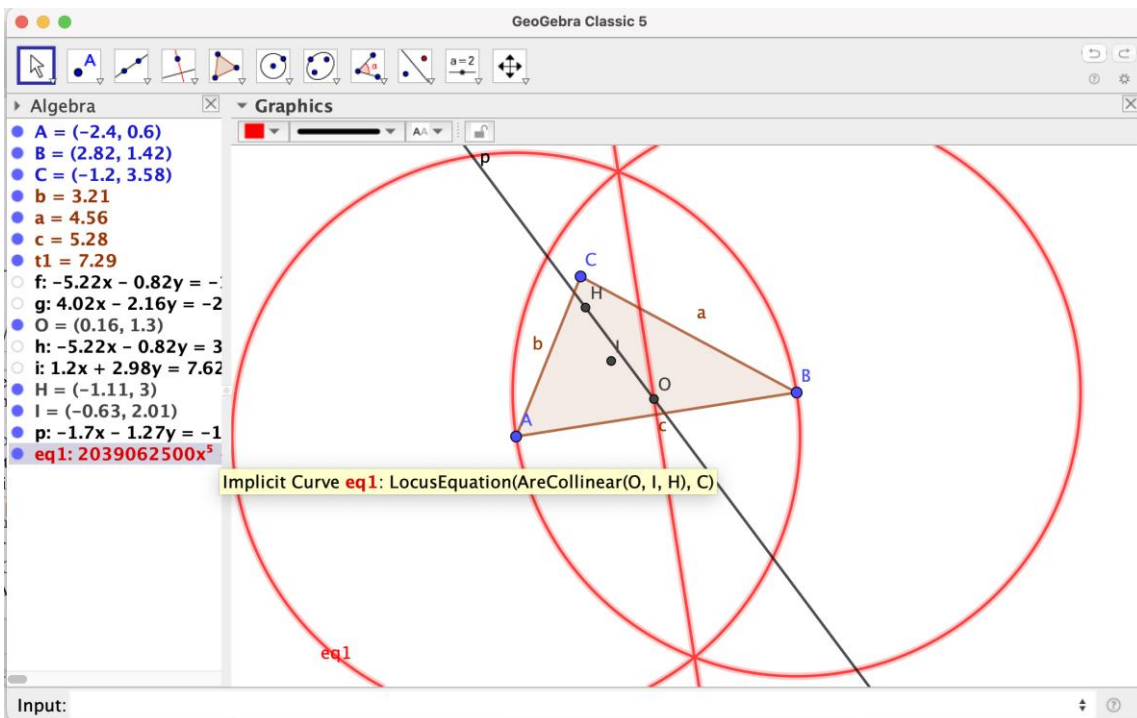 GeoGebra Classic 5
A
a=2
Algebra
Graphics
A = (−2.4, 0.6)
B = (2.82, 1.42)
C = (−1.2, 3.58)
b = 3.21
a = 4.56
c = 5.28
t1 = 7.29
f: −5.22x − 0.82y = −
g: 4.02x − 2.16y = −2
O = (0.16, 1.3)
h: −5.22x − 0.82y = 3
i: 1.2x + 2.98y = 7.62
H = (−1.11, 3)
I = (−0.63, 2.01)
p: −1.7x − 1.27y = −1
eq1: 2039062500x⁵
AA
p
C
H
a
b
I
O
B
A
c
Implicit Curve eq1: LocusEquation(AreCollinear(O, I, H), C)
eq1
Input: